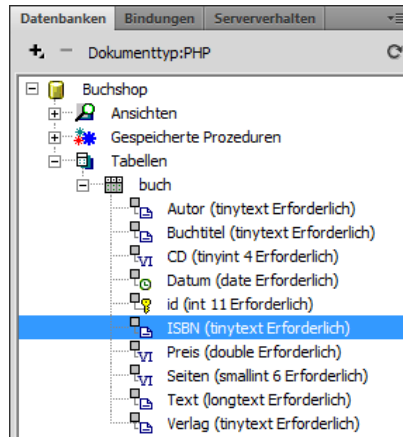 Datenbanken Bindungen Serververhalten
Dokumenttyp:PHP
Buchshop
Ansichten
Gespeicherte Prozeduren
Tabellen
buch
Autor (tinytext Erforderlich)
Buchtitel (tinytext Erforderlich)
CD (tinyint 4 Erforderlich)
Datum (date Erforderlich)
id (int 11 Erforderlich)
ISBN (tinytext Erforderlich)
Preis (double Erforderlich)
Seiten (smallint 6 Erforderlich)
Text (longtext Erforderlich)
Verlag (tinytext Erforderlich)